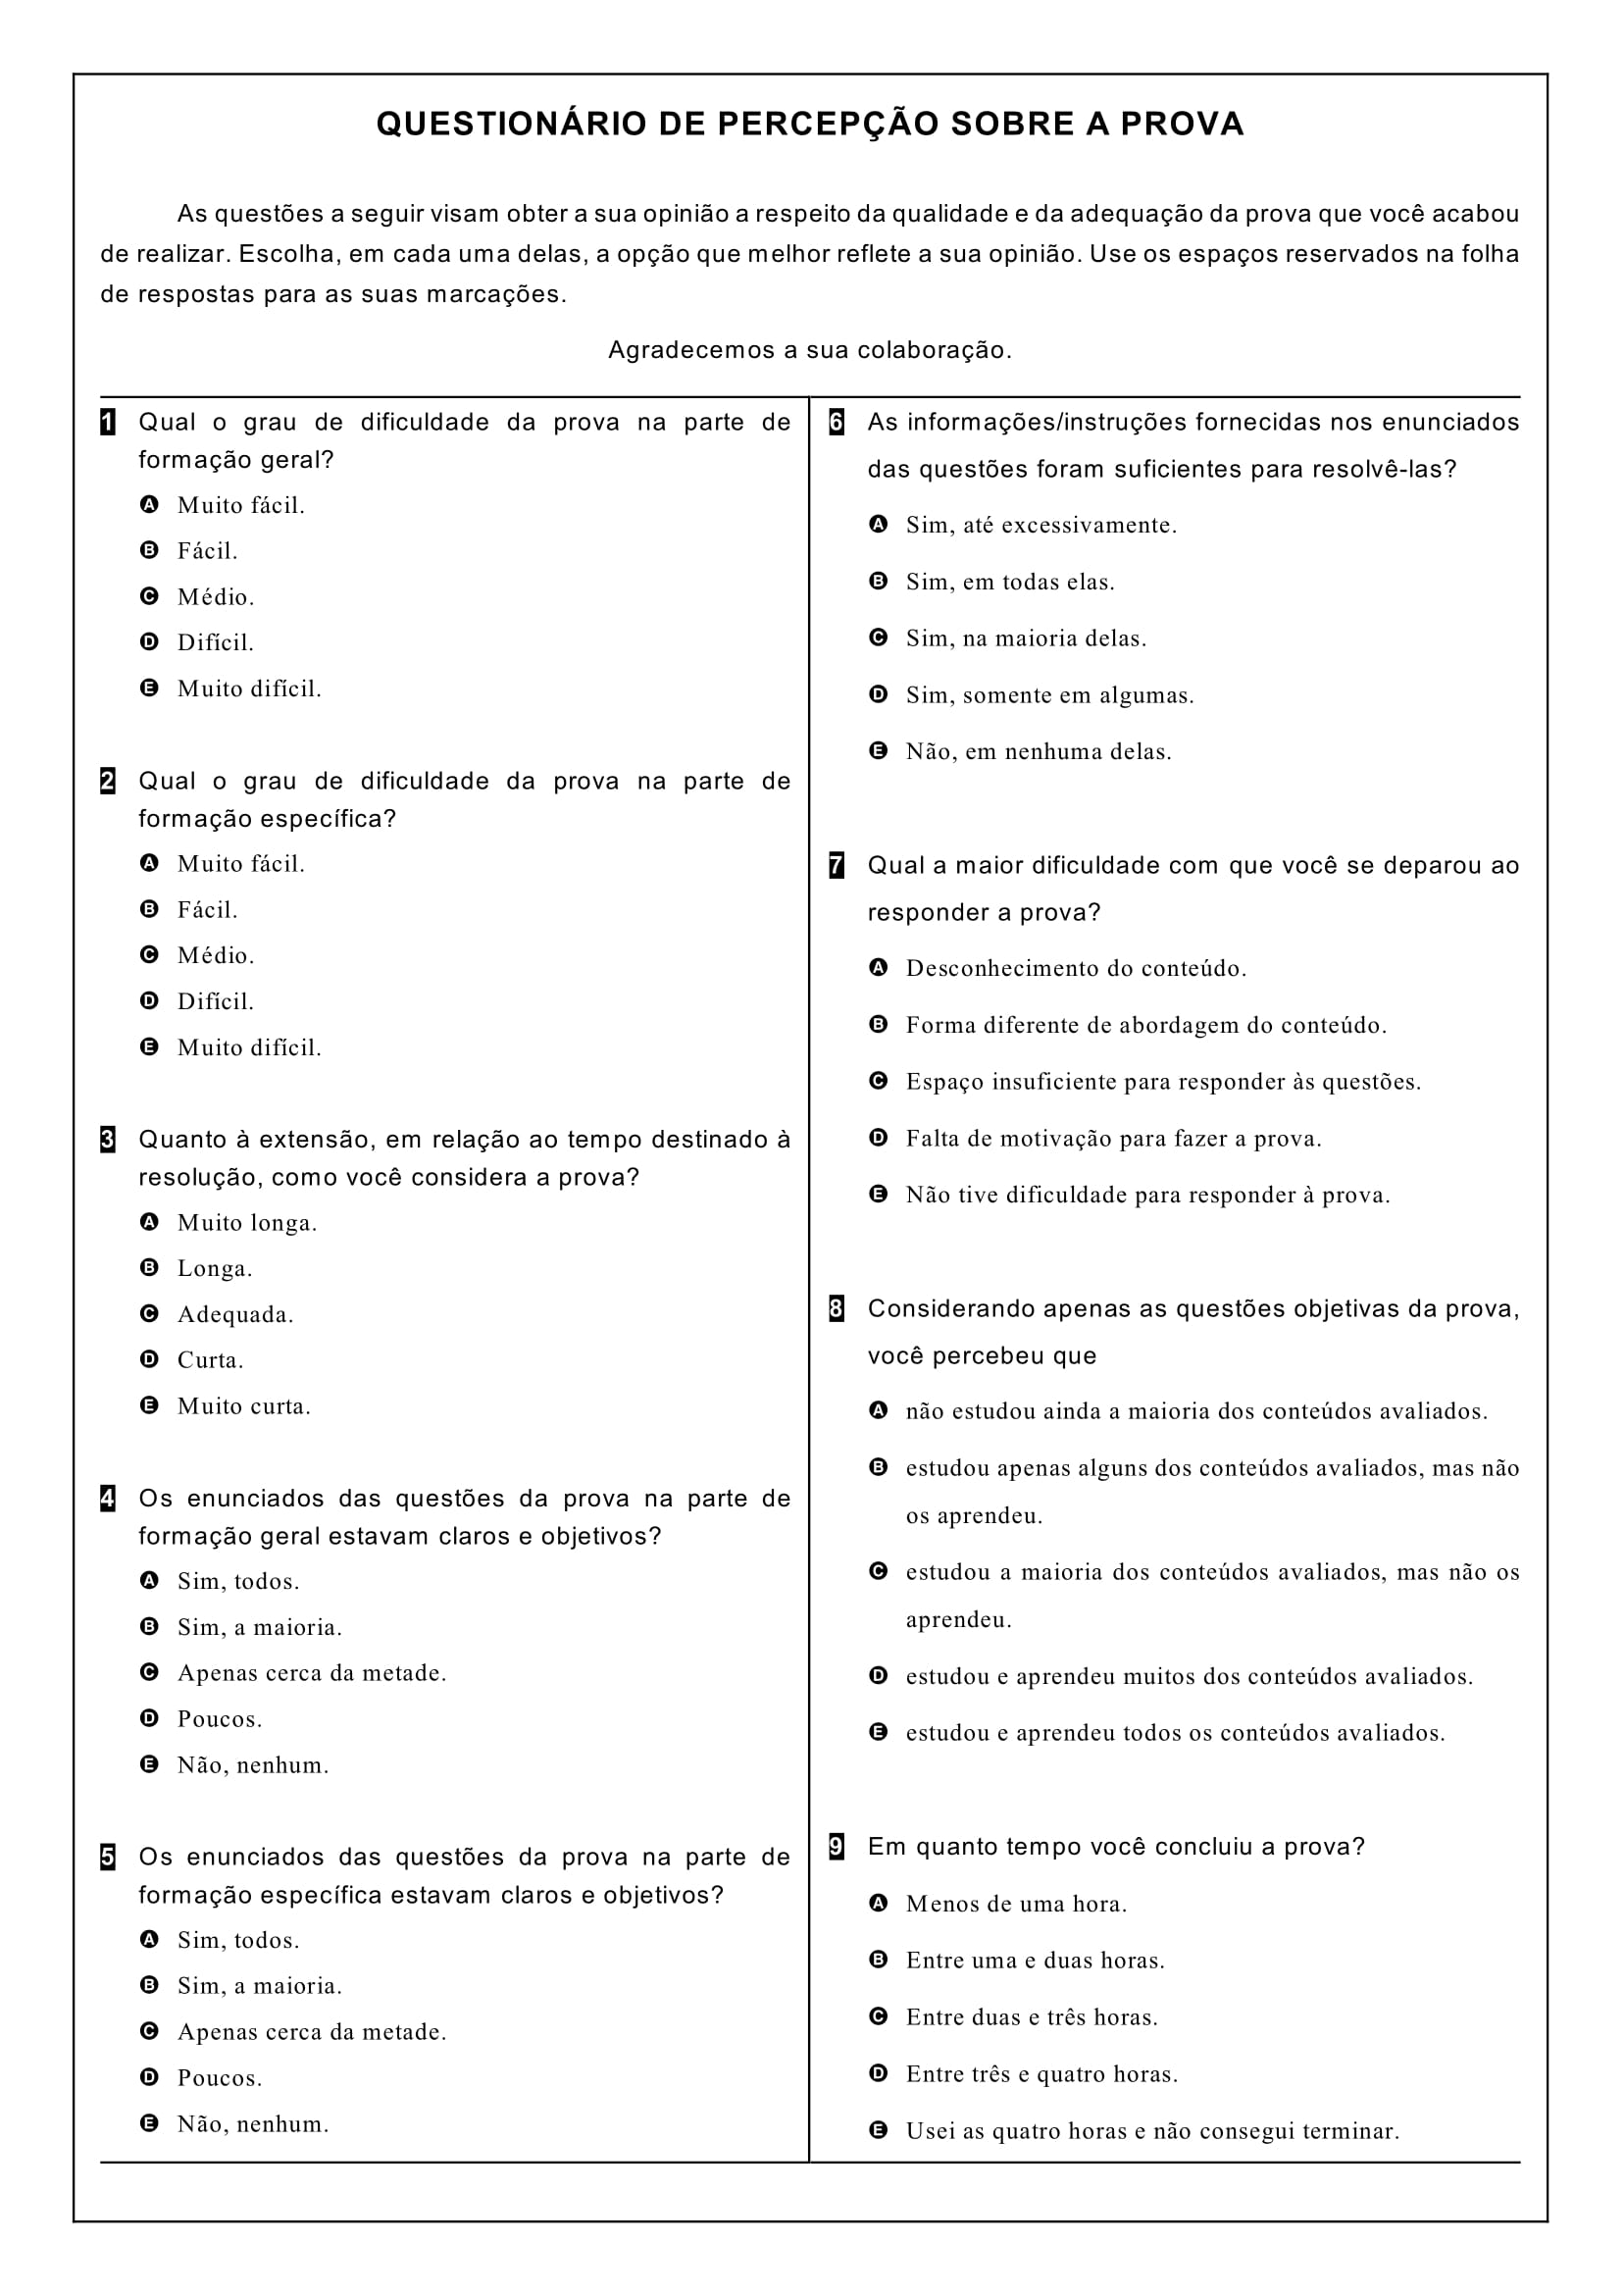 QUESTIONÁRIO DE PERCEPÇÃO SOBRE A PROVA
As questões a seguir visam obter a sua opinião a respeito da qualidade e da adequação da prova que você acabou
de realizar. Escolha, em cada uma delas, a opção que melhor reflete a sua opinião. Use os espaços reservados na folha
de respostas para as suas marcações.
Agradecemos a sua colaboração.
1 Qual o grau de dificuldade da prova na parte de
formação geral?
A Muito fácil.
B Fácil.
C Médio.
D Difícil.
E Muito difícil.
2 Qual o grau de dificuldade da prova na parte de
formação específica?
A Muito fácil.
B Fácil.
C Médio.
D Difícil.
E Muito difícil.
3 Quanto à extensão, em relação ao tempo destinado à
resolução, como você considera a prova?
A Muito longa.
B Longa.
C Adequada.
D Curta.
E Muito curta.
4 Os enunciados das questões da prova na parte de
formação geral estavam claros e objetivos?
A Sim, todos.
B Sim, a maioria.
C Apenas cerca da metade.
D Poucos.
E Não, nenhum.
5 Os enunciados das questões da prova na parte de
formação específica estavam claros e objetivos?
A Sim, todos.
B Sim, a maioria.
C Apenas cerca da metade.
D Poucos.
E Não, nenhum.
6 As informações/instruções fornecidas nos enunciados
das questões foram suficientes para resolvê-las?
A Sim, até excessivamente.
B Sim, em todas elas.
C Sim, na maioria delas.
D Sim, somente em algumas.
E Não, em nenhuma delas.
7 Qual a maior dificuldade com que você se deparou ao
responder a prova?
A Desconhecimento do conteúdo.
B Forma diferente de abordagem do conteúdo.
C Espaço insuficiente para responder às questões.
D Falta de motivação para fazer a prova.
E Não tive dificuldade para responder à prova.
8 Considerando apenas as questões objetivas da prova,
você percebeu que
A não estudou ainda a maioria dos conteúdos avaliados.
B estudou apenas alguns dos conteúdos avaliados, mas não
os aprendeu.
C estudou a maioria dos conteúdos avaliados, mas não os
aprendeu.
D estudou e aprendeu muitos dos conteúdos avaliados.
E estudou e aprendeu todos os conteúdos avaliados.
9 Em quanto tempo você concluiu a prova?
A Menos de uma hora.
B Entre uma e duas horas.
C Entre duas e três horas.
D Entre três e quatro horas.
E Usei as quatro horas e não consegui terminar.